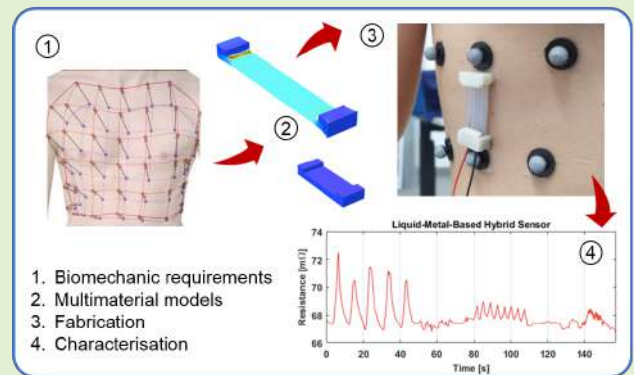 ①
②
③
④
1. Biomechanic requirements
2. Multimaterial models
3. Fabrication
4. Characterisation
Liquid-Metal-Based Hybrid Sensor
Resistance [mΩ]
74
72
70
68
66
0 20 40 60 80 100 120 140
Time [s]